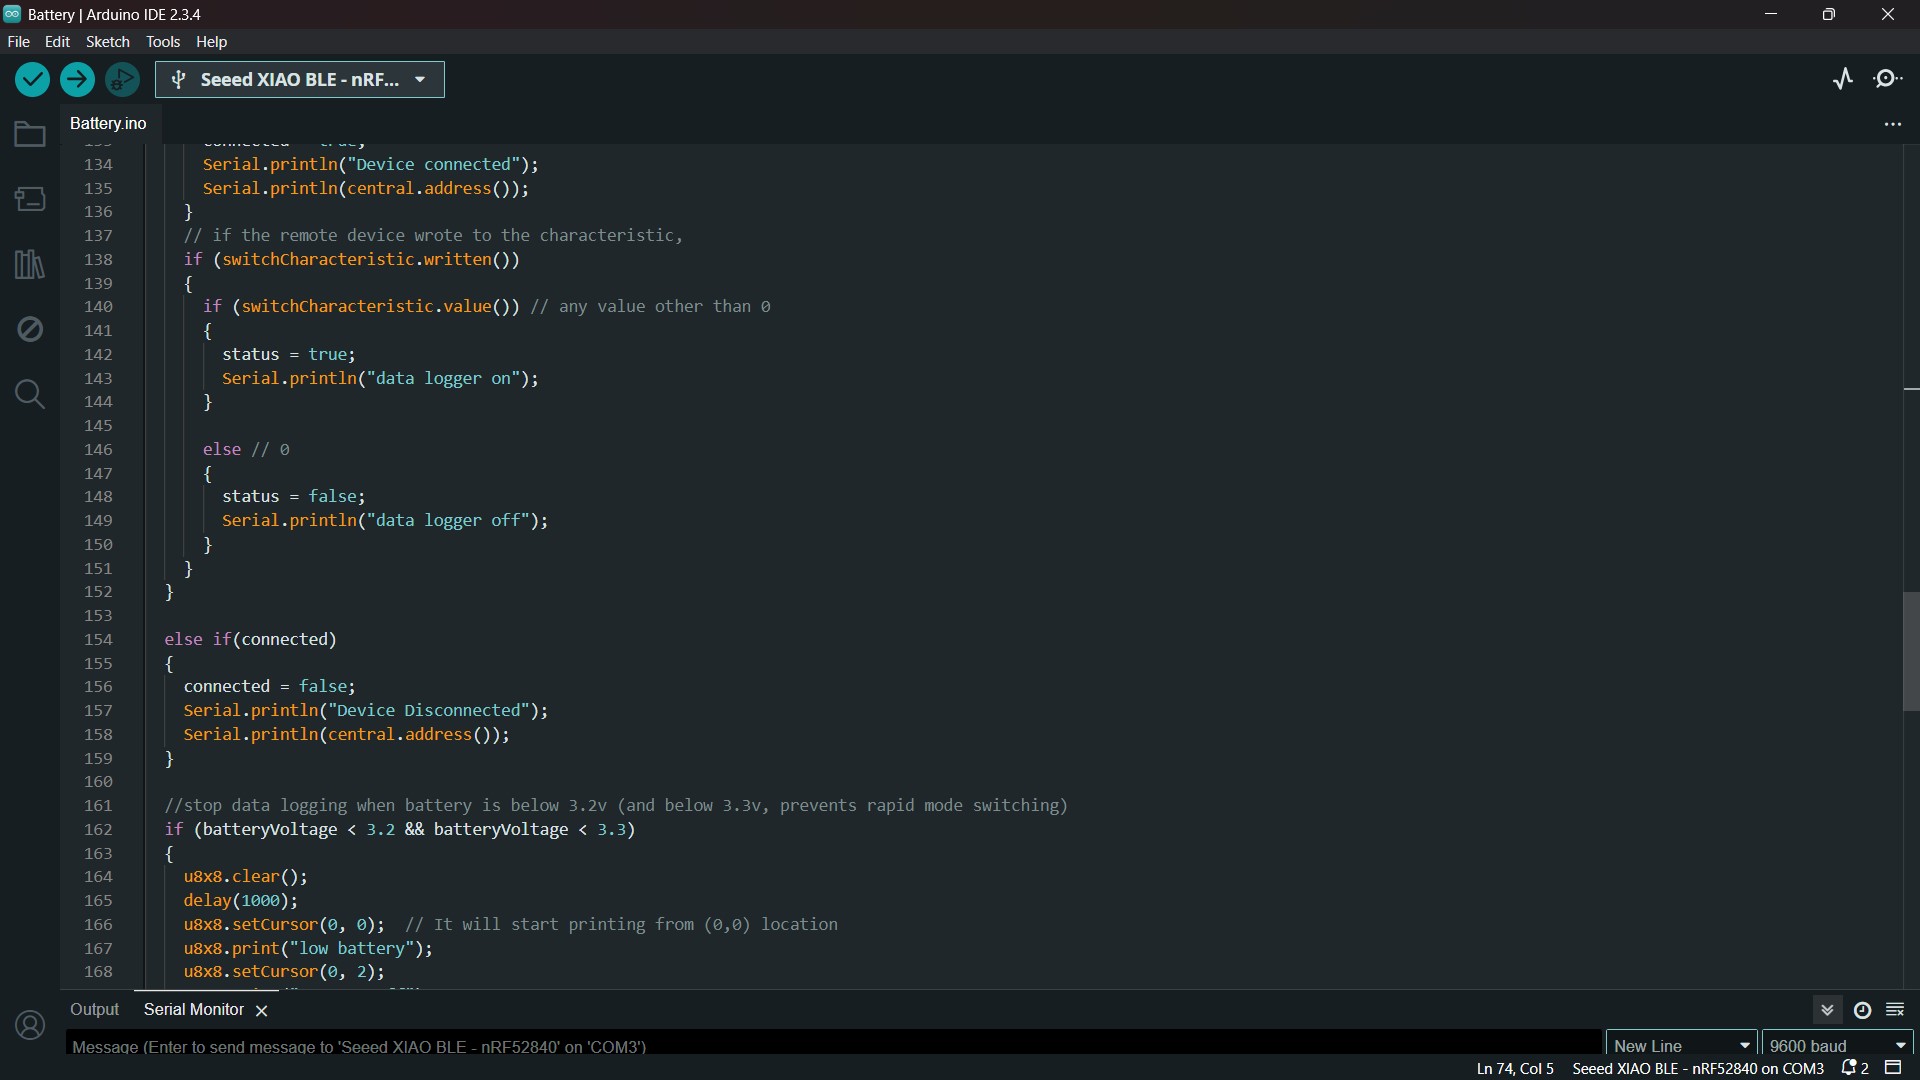 Battery | Arduino IDE 2.3.4
File Edit Sketch Tools Help
Seeed XIAO BLE - nRF...
Battery.ino
134 Serial.println("Device connected");
135 Serial.println(central.address());
136 }
137 // if the remote device wrote to the characteristic,
138 if (switchCharacteristic.written())
139 {
140 if (switchCharacteristic.value()) // any value other than 0
141 {
142 status = true;
143 Serial.println("data logger on");
144 }
145
146 else // 0
147 {
148 status = false;
149 Serial.println("data logger off");
150 }
151 }
152 }
153
154 else if(connected)
155 {
156 connected = false;
157 Serial.println("Device Disconnected");
158 Serial.println(central.address());
159 }
160
161 //stop data logging when battery is below 3.2v (and below 3.3v, prevents rapid mode switching)
162 if (batteryVoltage < 3.2 && batteryVoltage < 3.3)
163 {
164 u8x8.clear();
165 delay(1000);
166 u8x8.setCursor(0, 0); // It will start printing from (0,0) location
167 u8x8.print("low battery");
168 u8x8.setCursor(0, 2);
Output Serial Monitor
Message (Enter to send message to 'Seeed XIAO BLE - nRF52840' on 'COM3') New Line 9600 baud
Ln 74, Col 5 Seeed XIAO BLE - nRF52840 on COM3 2